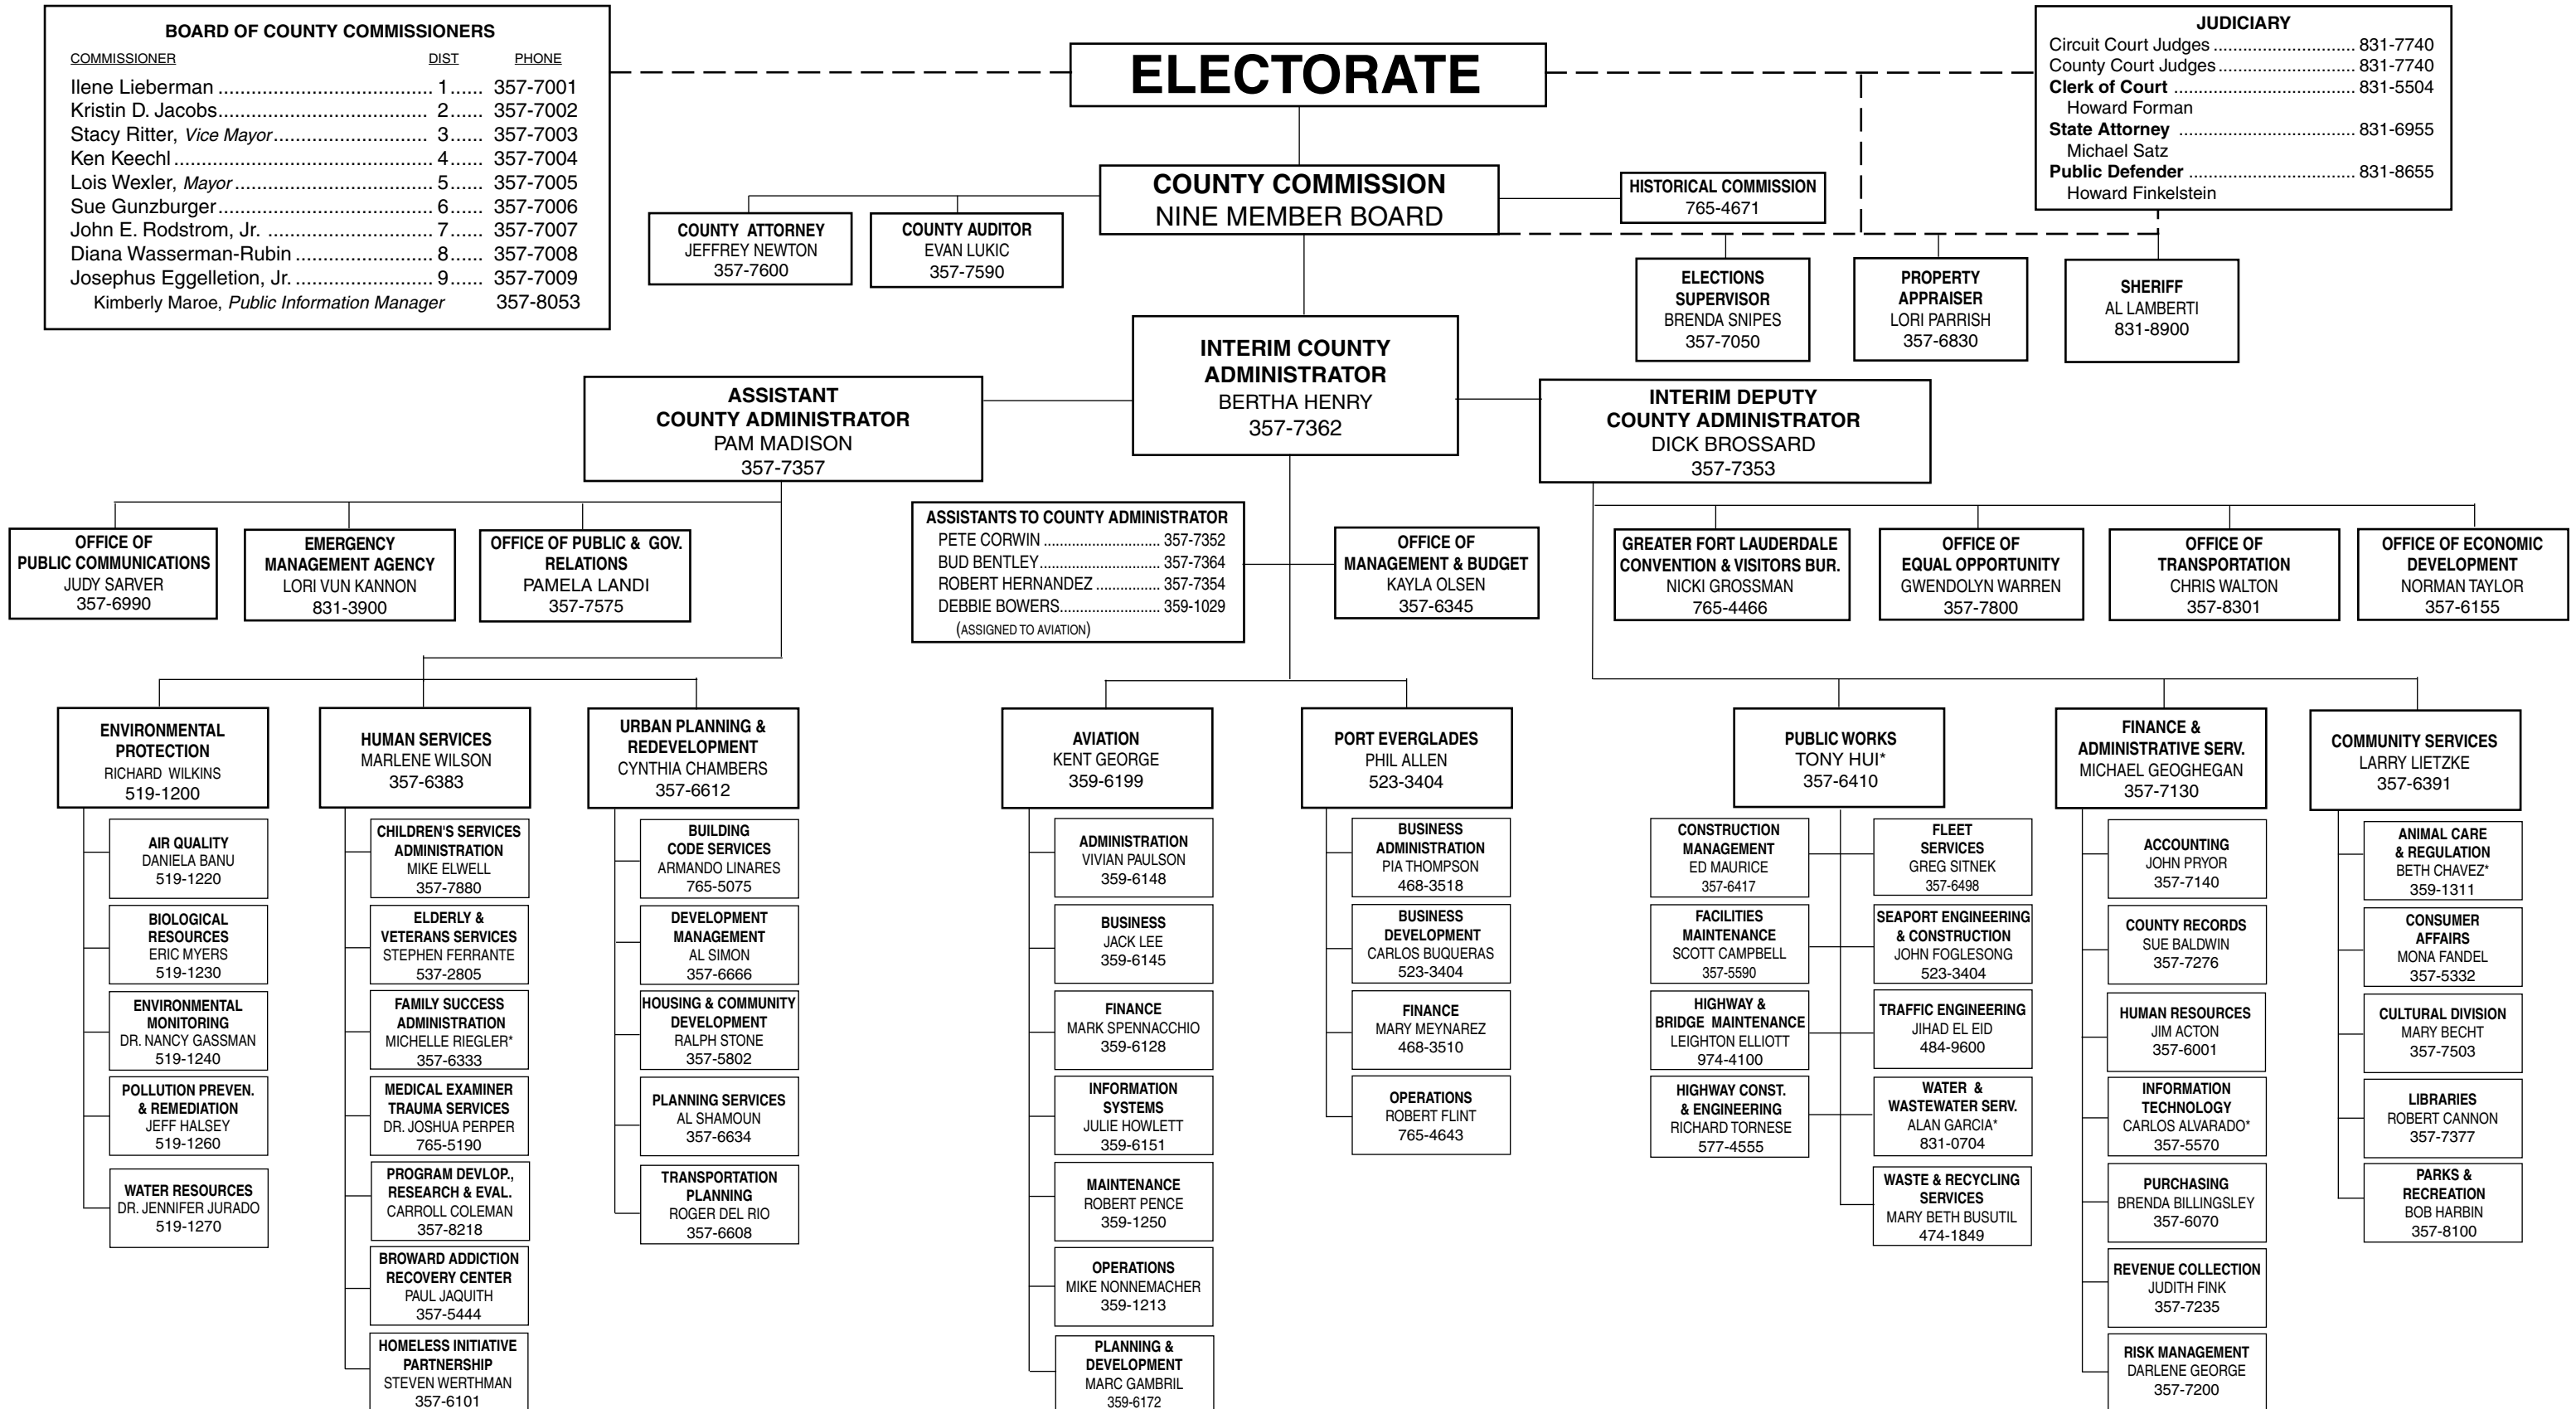 BOARD OF COUNTY COMMISSIONERS
COMMISSIONER DIST PHONE
Ilene Lieberman ....................................... 1...... 357-7001
Kristin D. Jacobs...................................... 2...... 357-7002
Stacy Ritter, Vice Mayor............................ 3...... 357-7003
Ken Keechl .............................................. 4...... 357-7004
Lois Wexler, Mayor .................................... 5...... 357-7005
Sue Gunzburger...................................... 6...... 357-7006
John E. Rodstrom, Jr. ............................. 7...... 357-7007
Diana Wasserman-Rubin ......................... 8...... 357-7008
Josephus Eggelletion, Jr. ......................... 9...... 357-7009
Kimberly Maroe, Public Information Manager 357-8053
ELECTORATE
JUDICIARY
Circuit Court Judges ............................. 831-7740
County Court Judges............................ 831-7740
Clerk of Court ..................................... 831-5504
Howard Forman
State Attorney .................................... 831-6955
Michael Satz
Public Defender .................................. 831-8655
Howard Finkelstein
COUNTY COMMISSION
NINE MEMBER BOARD
HISTORICAL COMMISSION
765-4671
COUNTY ATTORNEY
JEFFREY NEWTON
357-7600
COUNTY AUDITOR
EVAN LUKIC
357-7590
ELECTIONS
SUPERVISOR
BRENDA SNIPES
357-7050
PROPERTY
APPRAISER
LORI PARRISH
357-6830
SHERIFF
AL LAMBERTI
831-8900
INTERIM COUNTY
ADMINISTRATOR
BERTHA HENRY
357-7362
ASSISTANT
COUNTY ADMINISTRATOR
PAM MADISON
357-7357
INTERIM DEPUTY
COUNTY ADMINISTRATOR
DICK BROSSARD
357-7353
OFFICE OF
PUBLIC COMMUNICATIONS
JUDY SARVER
357-6990
EMERGENCY
MANAGEMENT AGENCY
LORI VUN KANNON
831-3900
OFFICE OF PUBLIC & GOV.
RELATIONS
PAMELA LANDI
357-7575
ASSISTANTS TO COUNTY ADMINISTRATOR
PETE CORWIN ............................ 357-7352
BUD BENTLEY............................. 357-7364
ROBERT HERNANDEZ ................ 357-7354
DEBBIE BOWERS........................ 359-1029
(ASSIGNED TO AVIATION)
OFFICE OF
MANAGEMENT & BUDGET
KAYLA OLSEN
357-6345
GREATER FORT LAUDERDALE
CONVENTION & VISITORS BUR.
NICKI GROSSMAN
765-4466
OFFICE OF
EQUAL OPPORTUNITY
GWENDOLYN WARREN
357-7800
OFFICE OF
TRANSPORTATION
CHRIS WALTON
357-8301
OFFICE OF ECONOMIC
DEVELOPMENT
NORMAN TAYLOR
357-6155
ENVIRONMENTAL
PROTECTION
RICHARD WILKINS
519-1200
AIR QUALITY
DANIELA BANU
519-1220
BIOLOGICAL
RESOURCES
ERIC MYERS
519-1230
ENVIRONMENTAL
MONITORING
DR. NANCY GASSMAN
519-1240
POLLUTION PREVEN.
& REMEDIATION
JEFF HALSEY
519-1260
WATER RESOURCES
DR. JENNIFER JURADO
519-1270
HUMAN SERVICES
MARLENE WILSON
357-6383
CHILDREN'S SERVICES
ADMINISTRATION
MIKE ELWELL
357-7880
ELDERLY &
VETERANS SERVICES
STEPHEN FERRANTE
537-2805
FAMILY SUCCESS
ADMINISTRATION
MICHELLE RIEGLER*
357-6333
MEDICAL EXAMINER
TRAUMA SERVICES
DR. JOSHUA PERPER
765-5190
PROGRAM DEVLOP.,
RESEARCH & EVAL.
CARROLL COLEMAN
357-8218
BROWARD ADDICTION
RECOVERY CENTER
PAUL JAQUITH
357-5444
HOMELESS INITIATIVE
PARTNERSHIP
STEVEN WERTHMAN
357-6101
URBAN PLANNING &
REDEVELOPMENT
CYNTHIA CHAMBERS
357-6612
BUILDING
CODE SERVICES
ARMANDO LINARES
765-5075
DEVELOPMENT
MANAGEMENT
AL SIMON
357-6666
HOUSING & COMMUNITY
DEVELOPMENT
RALPH STONE
357-5802
PLANNING SERVICES
AL SHAMOUN
357-6634
TRANSPORTATION
PLANNING
ROGER DEL RIO
357-6608
AVIATION
KENT GEORGE
359-6199
ADMINISTRATION
VIVIAN PAULSON
359-6148
BUSINESS
JACK LEE
359-6145
FINANCE
MARK SPENNACCHIO
359-6128
INFORMATION
SYSTEMS
JULIE HOWLETT
359-6151
MAINTENANCE
ROBERT PENCE
359-1250
OPERATIONS
MIKE NONNEMACHER
359-1213
PLANNING &
DEVELOPMENT
MARC GAMBRIL
359-6172
PORT EVERGLADES
PHIL ALLEN
523-3404
BUSINESS
ADMINISTRATION
PIA THOMPSON
468-3518
BUSINESS
DEVELOPMENT
CARLOS BUQUERAS
523-3404
FINANCE
MARY MEYNAREZ
468-3510
OPERATIONS
ROBERT FLINT
765-4643
PUBLIC WORKS
TONY HUI*
357-6410
CONSTRUCTION
MANAGEMENT
ED MAURICE
357-6417
FACILITIES
MAINTENANCE
SCOTT CAMPBELL
357-5590
HIGHWAY &
BRIDGE MAINTENANCE
LEIGHTON ELLIOTT
974-4100
HIGHWAY CONST.
& ENGINEERING
RICHARD TORNESE
577-4555
FLEET
SERVICES
GREG SITNEK
357-6498
SEAPORT ENGINEERING
& CONSTRUCTION
JOHN FOGLESONG
523-3404
TRAFFIC ENGINEERING
JIHAD EL EID
484-9600
WATER &
WASTEWATER SERV.
ALAN GARCIA*
831-0704
WASTE & RECYCLING
SERVICES
MARY BETH BUSUTIL
474-1849
FINANCE &
ADMINISTRATIVE SERV.
MICHAEL GEOGHEGAN
357-7130
ACCOUNTING
JOHN PRYOR
357-7140
COUNTY RECORDS
SUE BALDWIN
357-7276
HUMAN RESOURCES
JIM ACTON
357-6001
INFORMATION
TECHNOLOGY
CARLOS ALVARADO*
357-5570
PURCHASING
BRENDA BILLINGSLEY
357-6070
REVENUE COLLECTION
JUDITH FINK
357-7235
RISK MANAGEMENT
DARLENE GEORGE
357-7200
COMMUNITY SERVICES
LARRY LIETZKE
357-6391
ANIMAL CARE
& REGULATION
BETH CHAVEZ*
359-1311
CONSUMER
AFFAIRS
MONA FANDEL
357-5332
CULTURAL DIVISION
MARY BECHT
357-7503
LIBRARIES
ROBERT CANNON
357-7377
PARKS &
RECREATION
BOB HARBIN
357-8100